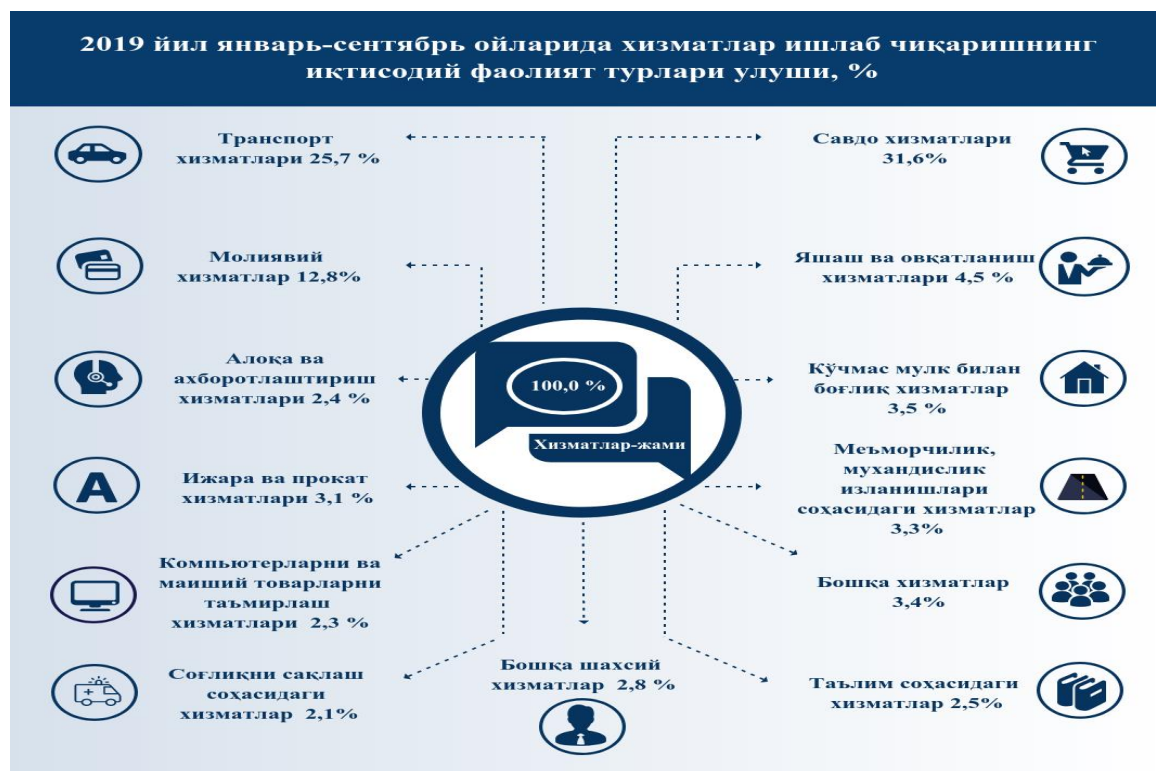 2019 йил январь-сентябрь ойларида хизматлар ишлаб чиқаришнинг
иқтисодий фаолият турлари улуши, %
Транспорт
хизматлари 25,7 %
Савдо хизматлари
31,6%
Молиявий
хизматлар 12,8%
Яшаш ва овқатланиш
хизматлари 4,5 %
Алоқа ва
ахборотлаштириш
хизматлари 2,4 %
100,0 %
Хизматлар-жами
Кўчмас мулк билан
боғлиқ хизматлар
3,5 %
Ижара ва прокат
хизматлари 3,1 %
A
Меъморчилик,
мухандислик
изланишлари
соҳасидаги хизматлар
3,3%
Компьютерларни ва
маиший товарларни
таъмирлаш
хизматлари 2,3 %
Бошқа хизматлар
3,4%
Соғлиқни сақлаш
соҳасидаги
хизматлар 2,1%
Бошқа шахсий
хизматлар 2,8 %
Таълим соҳасидаги
хизматлар 2,5%